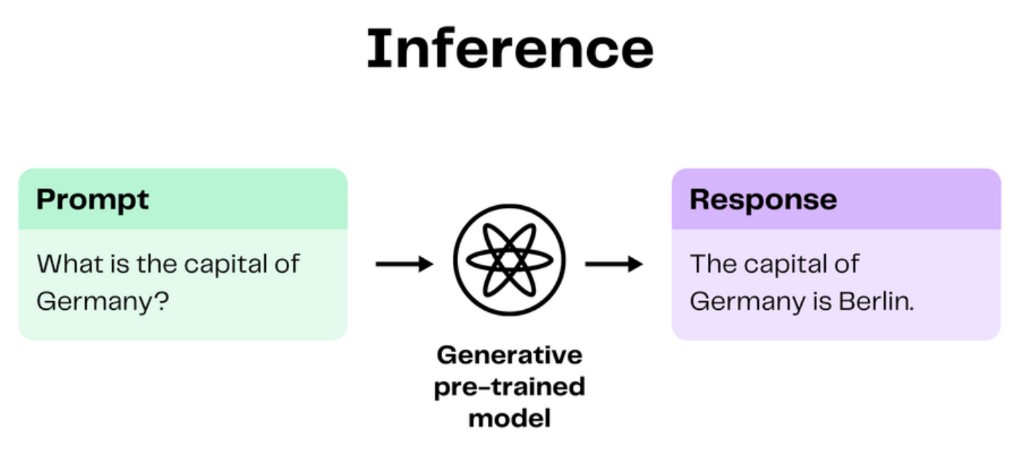 Inference
Prompt
What is the capital of
Germany?
Generative
pre-trained
model
Response
The capital of
Germany is Berlin.